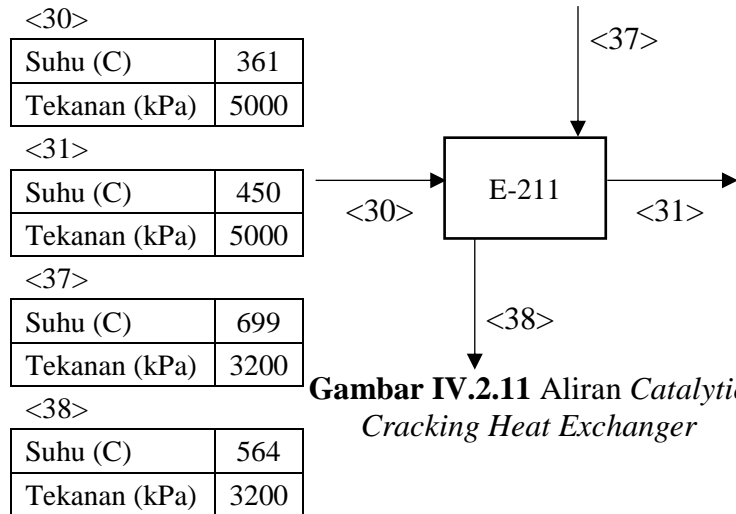 <30>
Suhu (C) 361
Tekanan (kPa) 5000
<31>
Suhu (C) 450
Tekanan (kPa) 5000
<37>
Suhu (C) 699
Tekanan (kPa) 3200
<38>
Suhu (C) 564
Tekanan (kPa) 3200
<37>
E-211
<30>
<31>
<38>
Gambar IV.2.11 Aliran Catalytic
Cracking Heat Exchanger